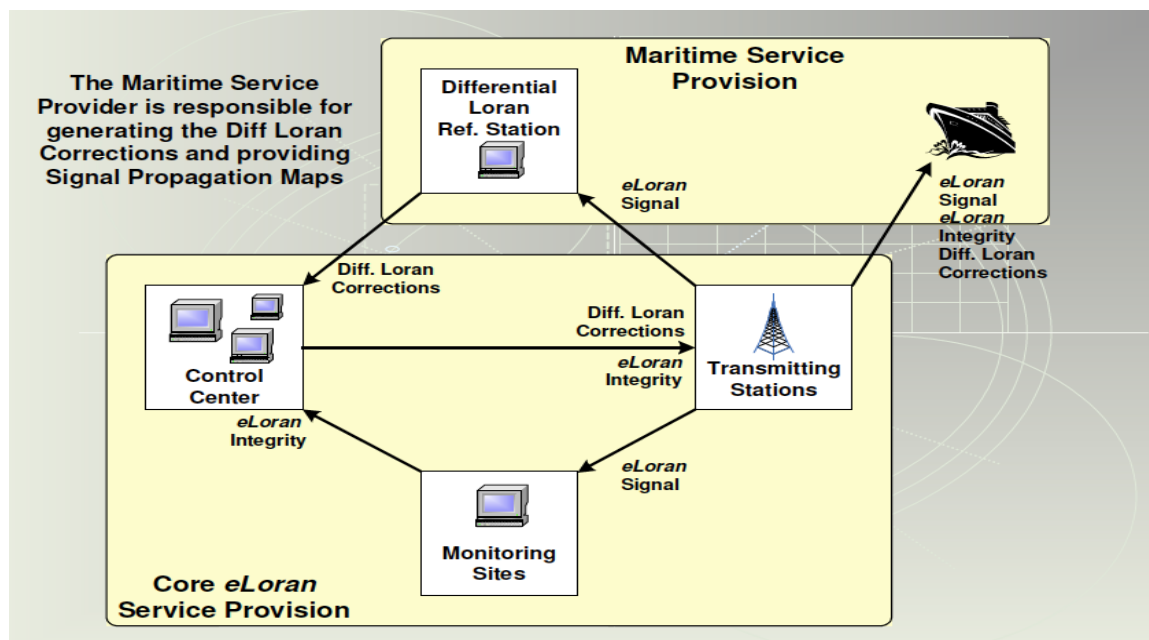 The Maritime Service
Provider is responsible for
generating the Diff Loran
Corrections and providing
Signal Propagation Maps
Maritime Service
Provision
Differential
Loran
Ref. Station
eLoran
Signal
eLoran
Signal
eLoran
Integrity
Diff. Loran
Corrections
Diff. Loran
Corrections
Control
Center
Diff. Loran
Corrections
eLoran
Integrity
Transmitting
Stations
eLoran
Integrity
eLoran
Signal
Monitoring
Sites
Core eLoran
Service Provision